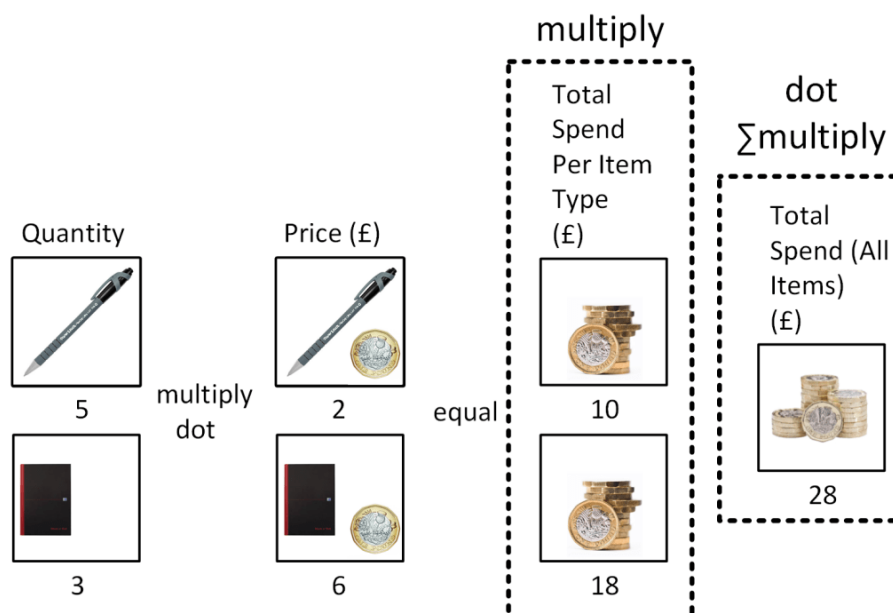 multiply
dot
∑multiply
Quantity
Price (£)
Total
Spend
Per Item
Type
(£)
Total
Spend (All
Items)
(£)
5
multiply
dot
2
equal
10
28
3
6
18